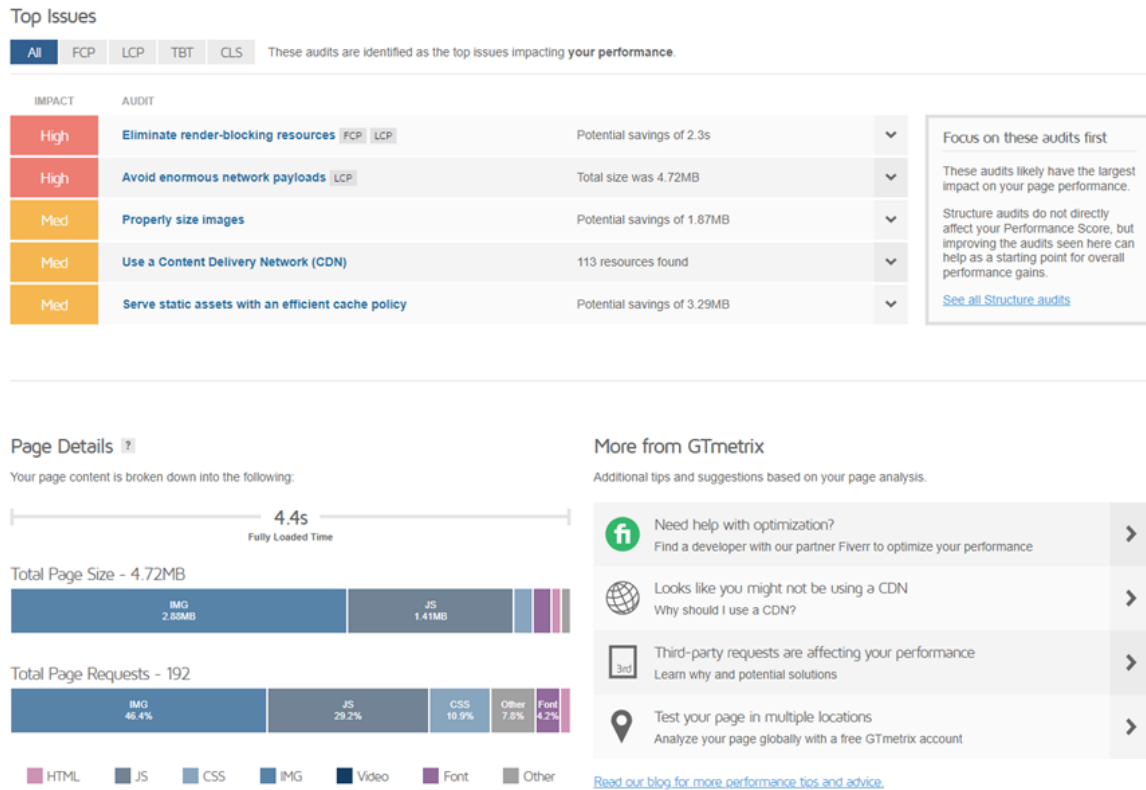 Top Issues
All FCP LCP TBT CLS These audits are identified as the top issues impacting your performance.
IMPACT AUDIT
High Eliminate render-blocking resources FCP LCP Potential savings of 2.3s
High Avoid enormous network payloads LCP Total size was 4.72MB
Med Properly size images Potential savings of 1.87MB
Med Use a Content Delivery Network (CDN) 113 resources found
Med Serve static assets with an efficient cache policy Potential savings of 3.29MB
Focus on these audits first
These audits likely have the largest
impact on your page performance.
Structure audits do not directly
affect your Performance Score, but
improving the audits seen here can
help as a starting point for overall
performance gains.
See all Structure audits
Page Details ?
Your page content is broken down into the following:
4.4s
Fully Loaded Time
Total Page Size - 4.72MB
IMG JS
2.88MB 1.41MB
Total Page Requests - 192
IMG JS CSS Other Font
46.4% 29.2% 10.9% 7.8% 4.2%
HTML JS CSS IMG Video Font Other
More from GTmetrix
Additional tips and suggestions based on your page analysis.
fi Need help with optimization?
Find a developer with our partner Fiverr to optimize your performance
Looks like you might not be using a CDN
Why should I use a CDN?
3rd Third-party requests are affecting your performance
Learn why and potential solutions
Test your page in multiple locations
Analyze your page globally with a free GTmetrix account
Read our blog for more performance tips and advice.